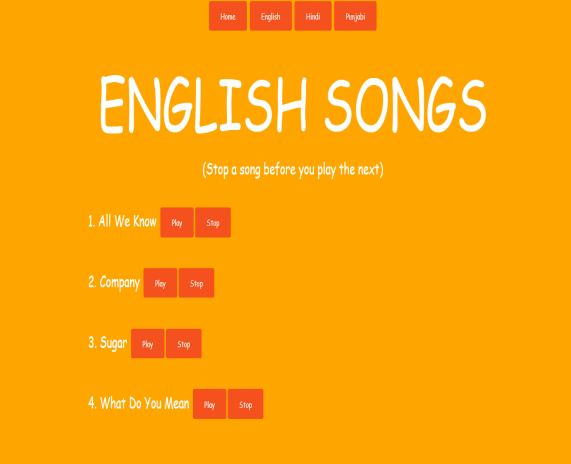 Home English Hindi Punjabi
ENGLISH SONGS
(Stop a song before you play the next)
1. All We Know Play Stop
2. Company Play Stop
3. Sugar Play Stop
4. What Do You Mean Play Stop